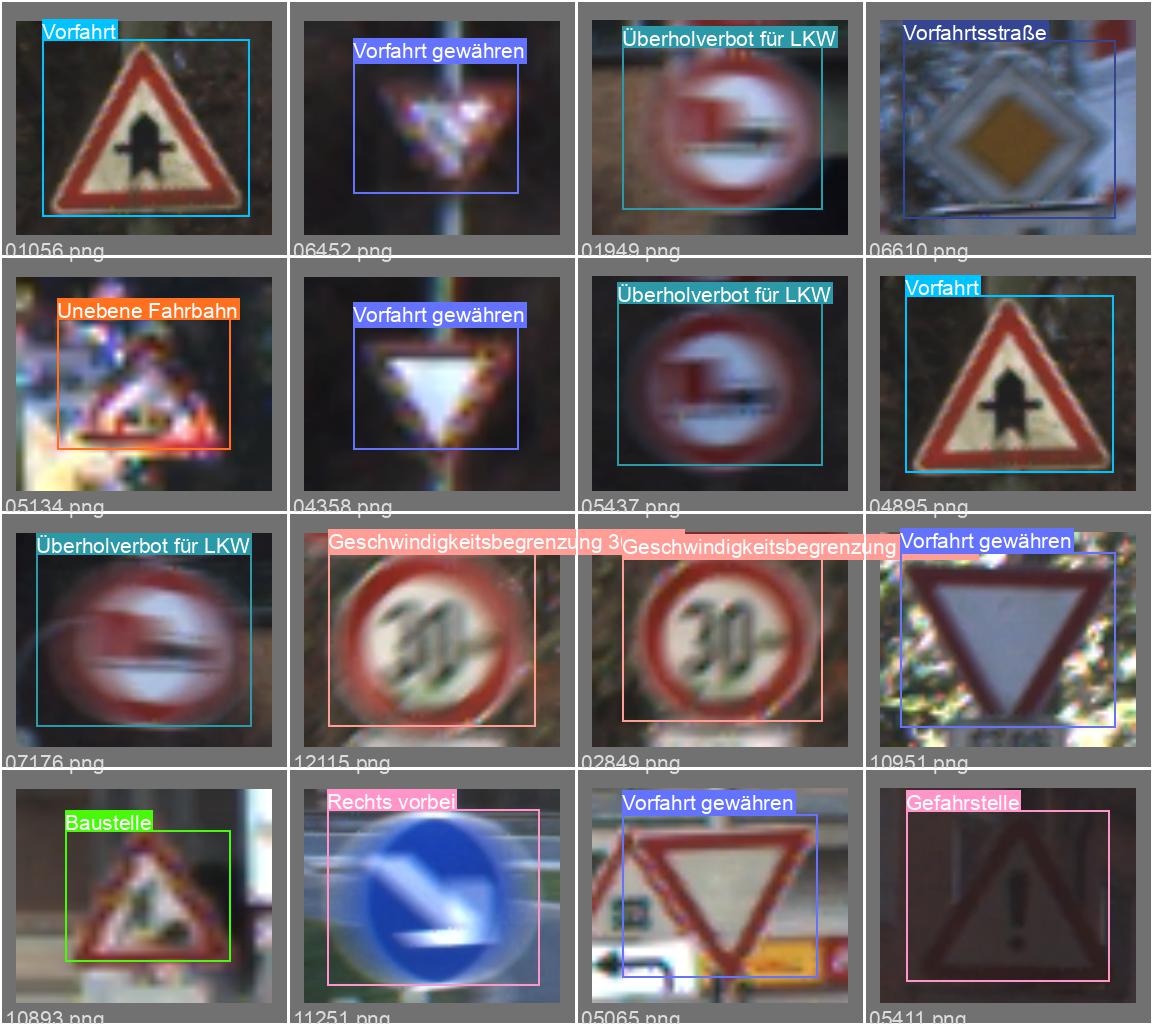 Vorfahrt
Vorfahrt gewähren
Überholverbot für LKW
Vorfahrtsstraße
01056.png
06452.png
01949.png
06610.png
Unebene Fahrbahn
Vorfahrt gewähren
Überholverbot für LKW
Vorfahrt
05134.png
04358.png
05437.png
04895.png
Überholverbot für LKW
Geschwindigkeitsbegrenzung 30
Geschwindigkeitsbegrenzung
Vorfahrt gewähren
30
30
07176.png
12115.png
02849.png
10951.png
Baustelle
Rechts vorbei
Vorfahrt gewähren
Gefahrstelle
!
10893.png
11251.png
05065.png
05411.png